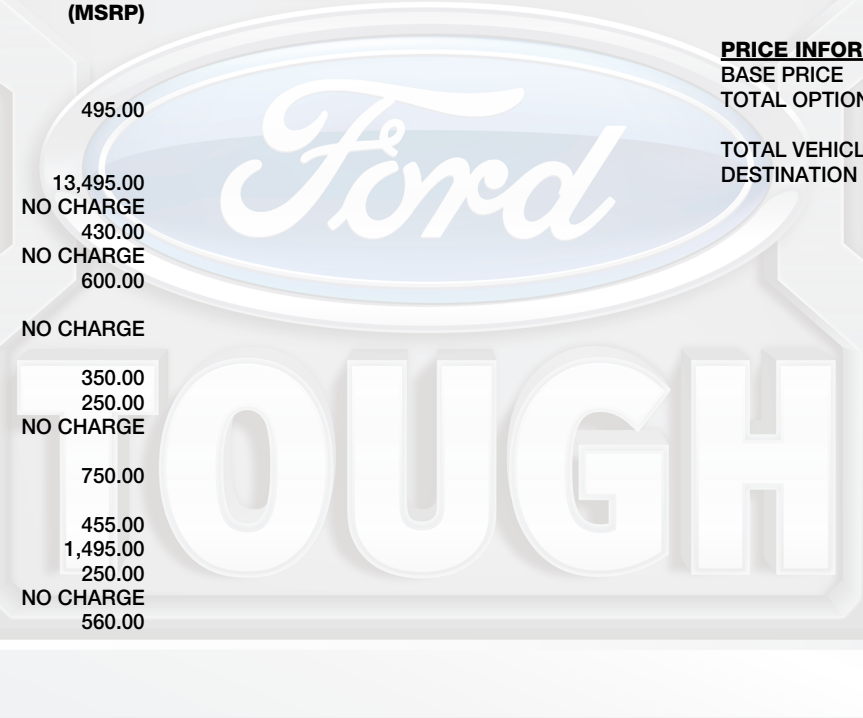 (MSRP)
495.00
13,495.00
NO CHARGE
430.00
NO CHARGE
600.00
NO CHARGE
350.00
250.00
NO CHARGE
750.00
455.00
1,495.00
250.00
NO CHARGE
560.00
PRICE INFOR
BASE PRICE
TOTAL OPTION
TOTAL VEHICL
DESTINATION
Ford
TOUGH